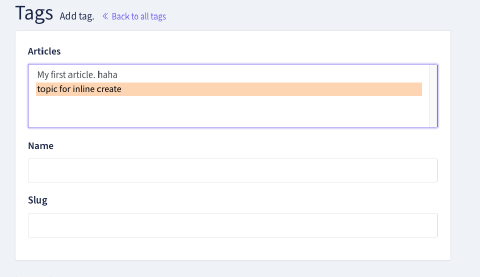 Tags Add tag. « Back to all tags
Articles
My first article. haha
topic for inline create
Name
Slug